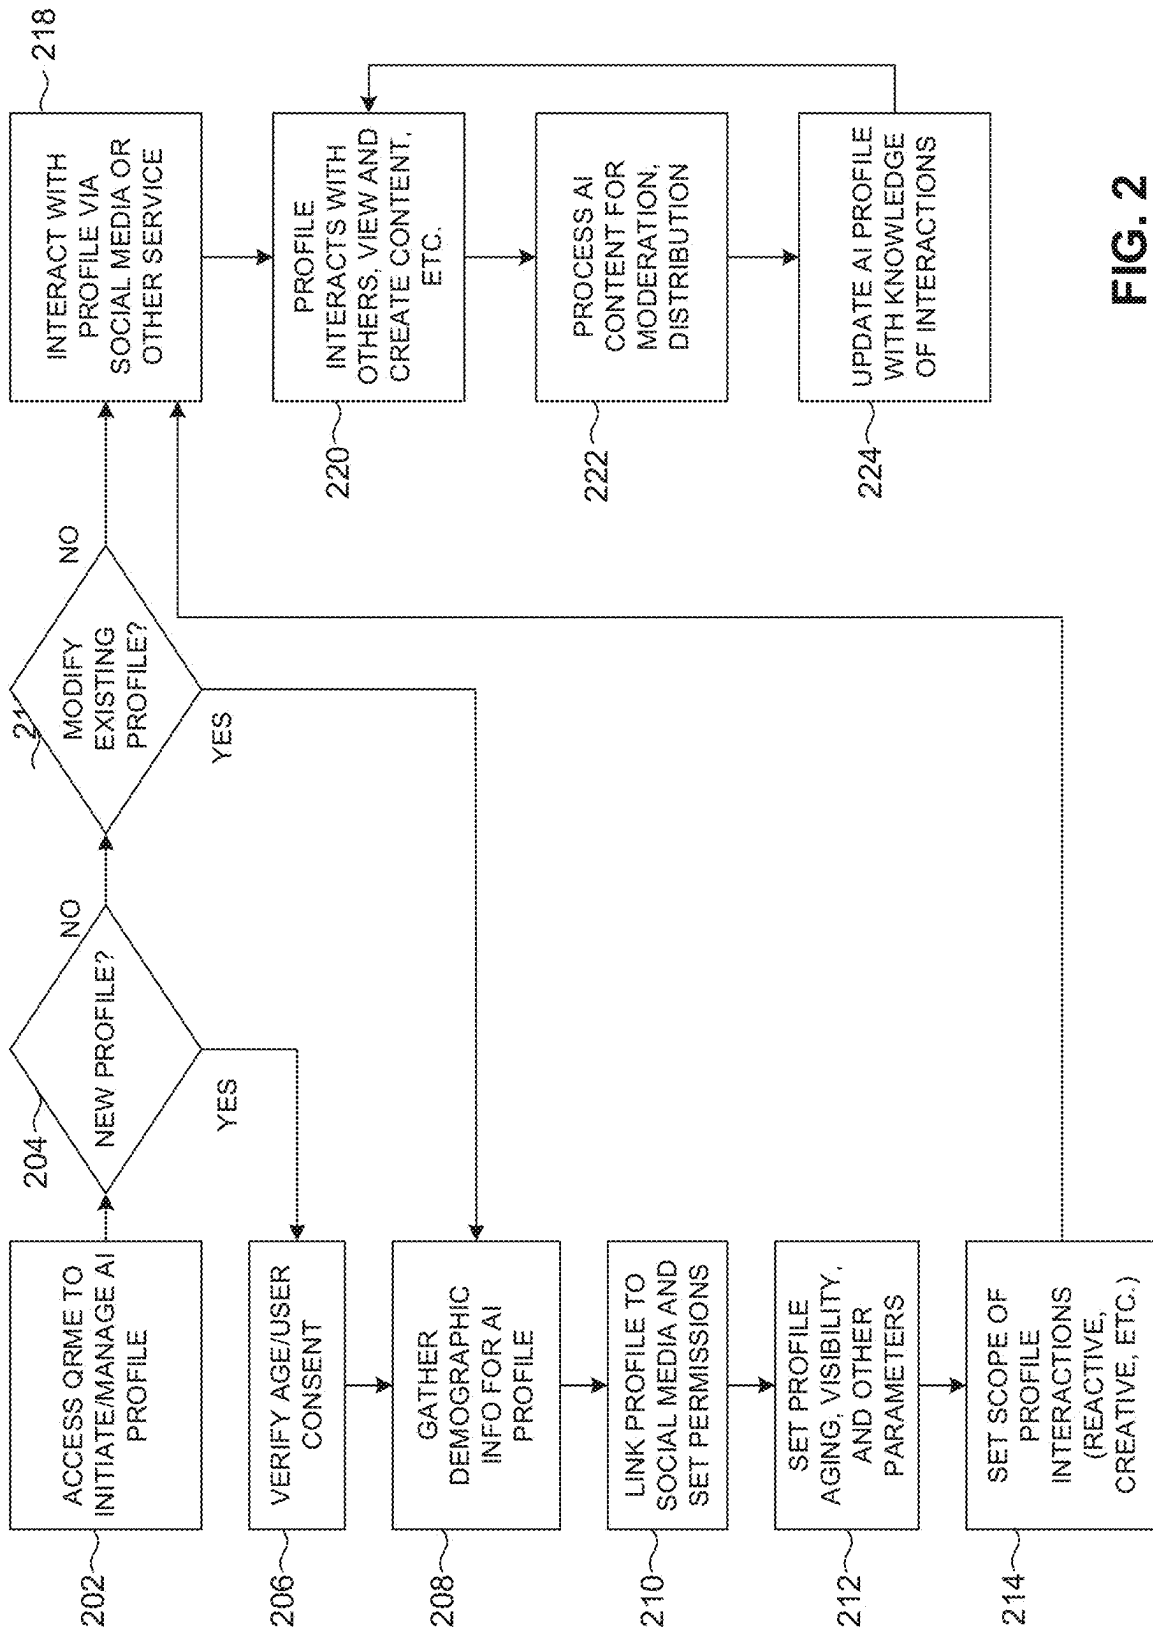 202
ACCESS QRME TO
INITIATE/MANAGE AI
PROFILE
204
NEW PROFILE?
NO
YES
21
MODIFY
EXISTING
PROFILE?
NO
YES
206
VERIFY AGE/USER
CONSENT
208
GATHER
DEMOGRAPHIC
INFO FOR AI
PROFILE
210
LINK PROFILE TO
SOCIAL MEDIA AND
SET PERMISSIONS
212
SET PROFILE
AGING, VISIBILITY,
AND OTHER
PARAMETERS
214
SET SCOPE OF
PROFILE
INTERACTIONS
(REACTIVE,
CREATIVE, ETC.)
218
INTERACT WITH
PROFILE VIA
SOCIAL MEDIA OR
OTHER SERVICE
220
PROFILE
INTERACTS WITH
OTHERS, VIEW AND
CREATE CONTENT,
ETC.
222
PROCESS AI
CONTENT FOR
MODERATION,
DISTRIBUTION
224
UPDATE AI PROFILE
WITH KNOWLEDGE
OF INTERACTIONS
FIG. 2